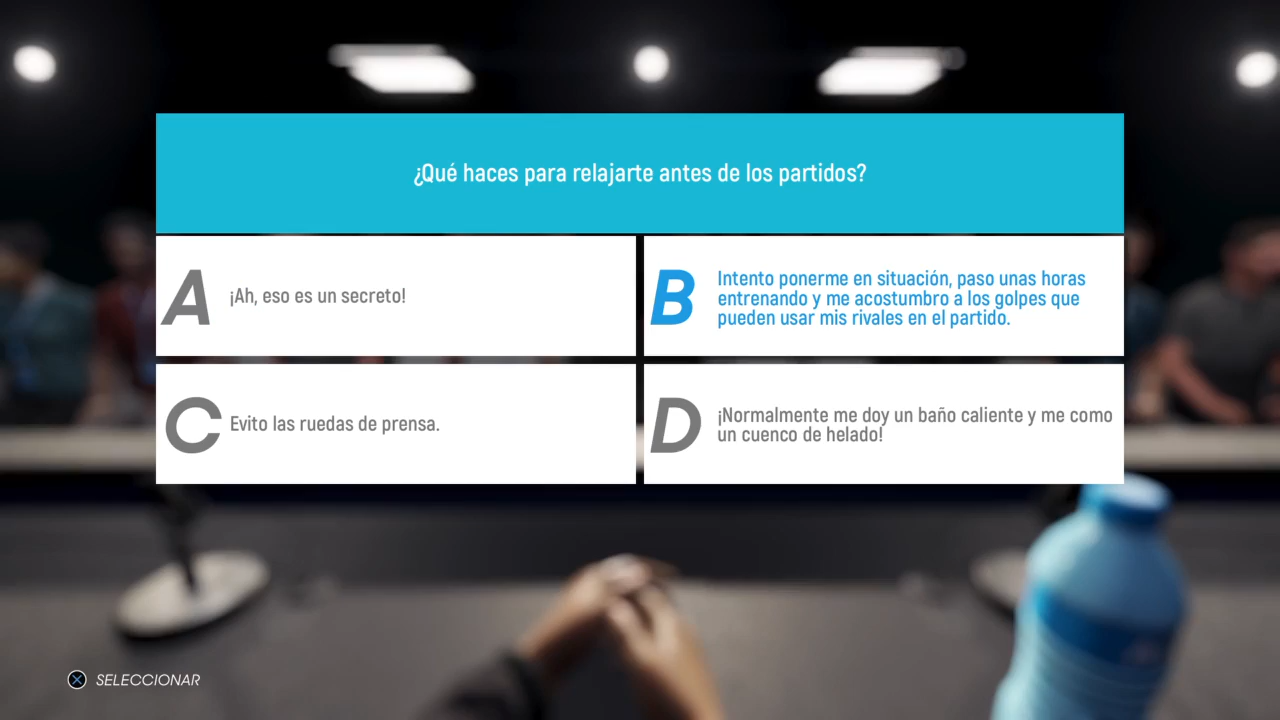 ¿Qué haces para relajarte antes de los partidos?
A
¡Ah, eso es un secreto!
B
Intento ponerme en situación, paso unas horas
entrenando y me acostumbro a los golpes que
pueden usar mis rivales en el partido.
C
Evito las ruedas de prensa.
D
¡Normalmente me doy un baño caliente y me como
un cuenco de helado!
SELECCIONAR